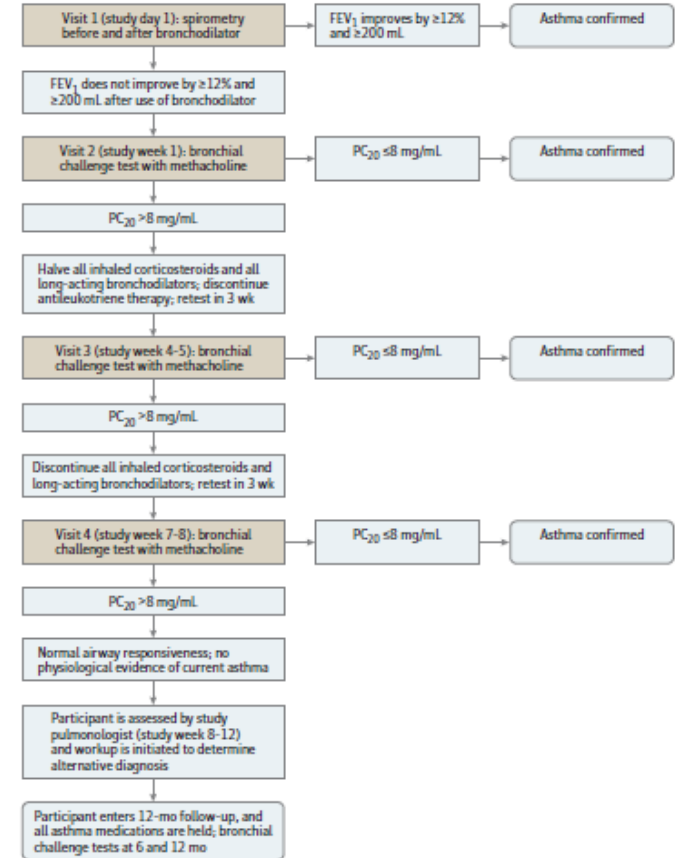 Visit 1 (study day 1): spirometry
before and after bronchodilator
FEV1 improves by ≥12%
and ≥200 mL
Asthma confirmed
FEV1 does not improve by ≥12% and
≥200 mL after use of bronchodilator
Visit 2 (study week 1): bronchial
challenge test with methacholine
PC20 ≤8 mg/mL
Asthma confirmed
PC20 >8 mg/mL
Halve all inhaled corticosteroids and all
long-acting bronchodilators; discontinue
antileukotriene therapy; retest in 3 wk
Visit 3 (study week 4-5): bronchial
challenge test with methacholine
PC20 ≤8 mg/mL
Asthma confirmed
PC20 >8 mg/mL
Discontinue all inhaled corticosteroids and
long-acting bronchodilators; retest in 3 wk
Visit 4 (study week 7-8): bronchial
challenge test with methacholine
PC20 ≤8 mg/mL
Asthma confirmed
PC20 >8 mg/mL
Normal airway responsiveness; no
physiological evidence of current asthma
Participant is assessed by study
pulmonologist (study week 8-12)
and workup is initiated to determine
alternative diagnosis
Participant enters 12-mo follow-up, and
all asthma medications are held; bronchial
challenge tests at 6 and 12 mo